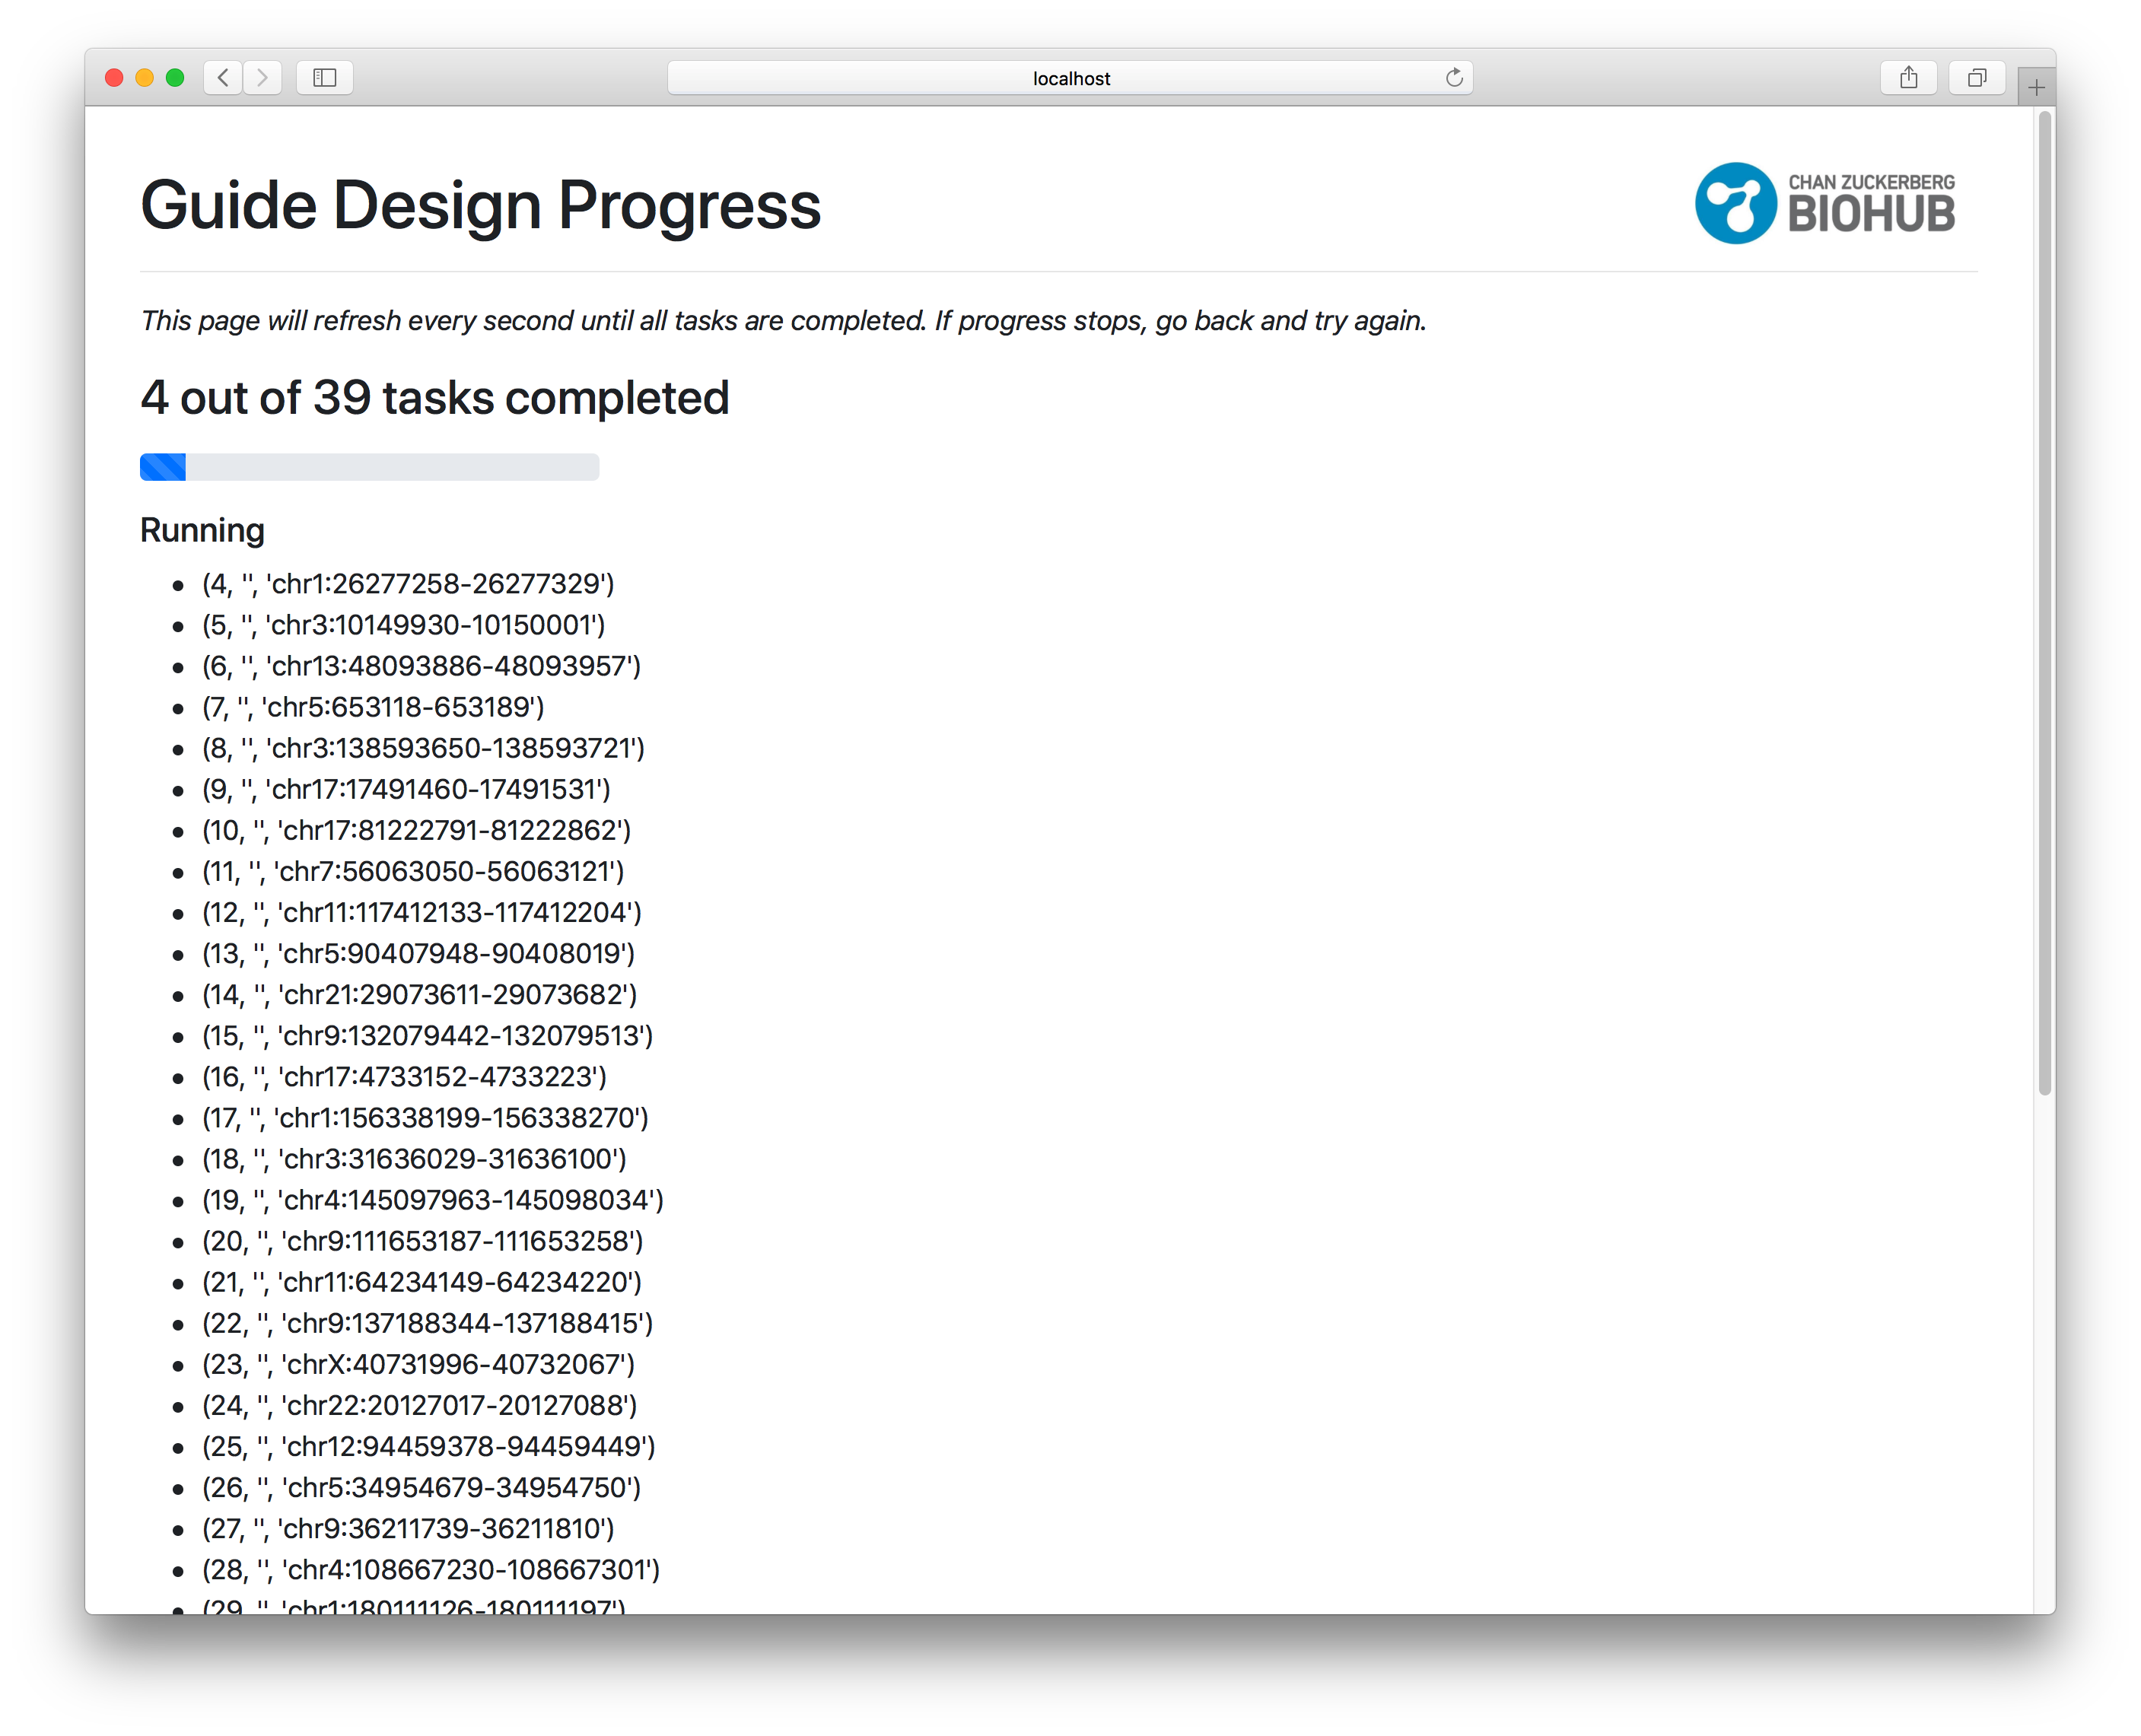 localhost
Guide Design Progress
CHAN ZUCKERBERG
BIOHUB
This page will refresh every second until all tasks are completed. If progress stops, go back and try again.
4 out of 39 tasks completed
Running
(4, '', 'chr1:26277258-26277329')
(5, '', 'chr3:10149930-10150001')
(6, '', 'chr13:48093886-48093957')
(7, '', 'chr5:653118-653189')
(8, '', 'chr3:138593650-138593721')
(9, '', 'chr17:17491460-17491531')
(10, '', 'chr17:81222791-81222862')
(11, '', 'chr7:56063050-56063121')
(12, '', 'chr11:117412133-117412204')
(13, '', 'chr5:90407948-90408019')
(14, '', 'chr21:29073611-29073682')
(15, '', 'chr9:132079442-132079513')
(16, '', 'chr17:4733152-4733223')
(17, '', 'chr1:156338199-156338270')
(18, '', 'chr3:31636029-31636100')
(19, '', 'chr4:145097963-145098034')
(20, '', 'chr9:111653187-111653258')
(21, '', 'chr11:64234149-64234220')
(22, '', 'chr9:137188344-137188415')
(23, '', 'chrX:40731996-40732067')
(24, '', 'chr22:20127017-20127088')
(25, '', 'chr12:94459378-94459449')
(26, '', 'chr5:34954679-34954750')
(27, '', 'chr9:36211739-36211810')
(28, '', 'chr4:108667230-108667301')
(29, '', 'chr1:180111126-180111197')